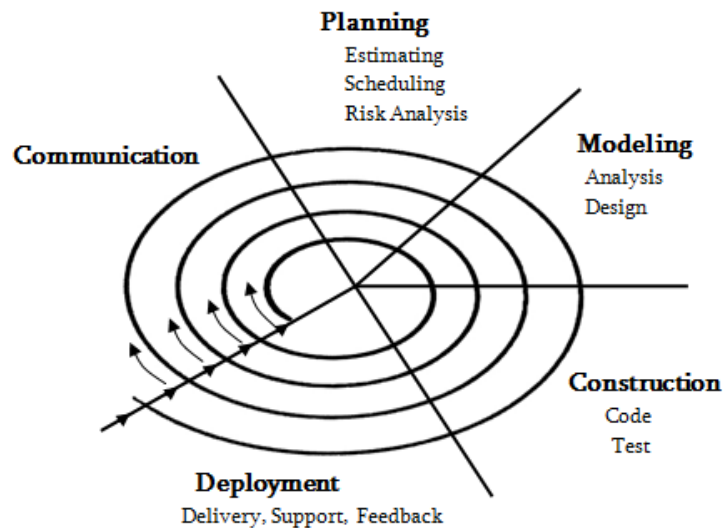 Planning
Estimating
Scheduling
Risk Analysis
Communication
Modeling
Analysis
Design
Construction
Code
Test
Deployment
Delivery, Support, Feedback